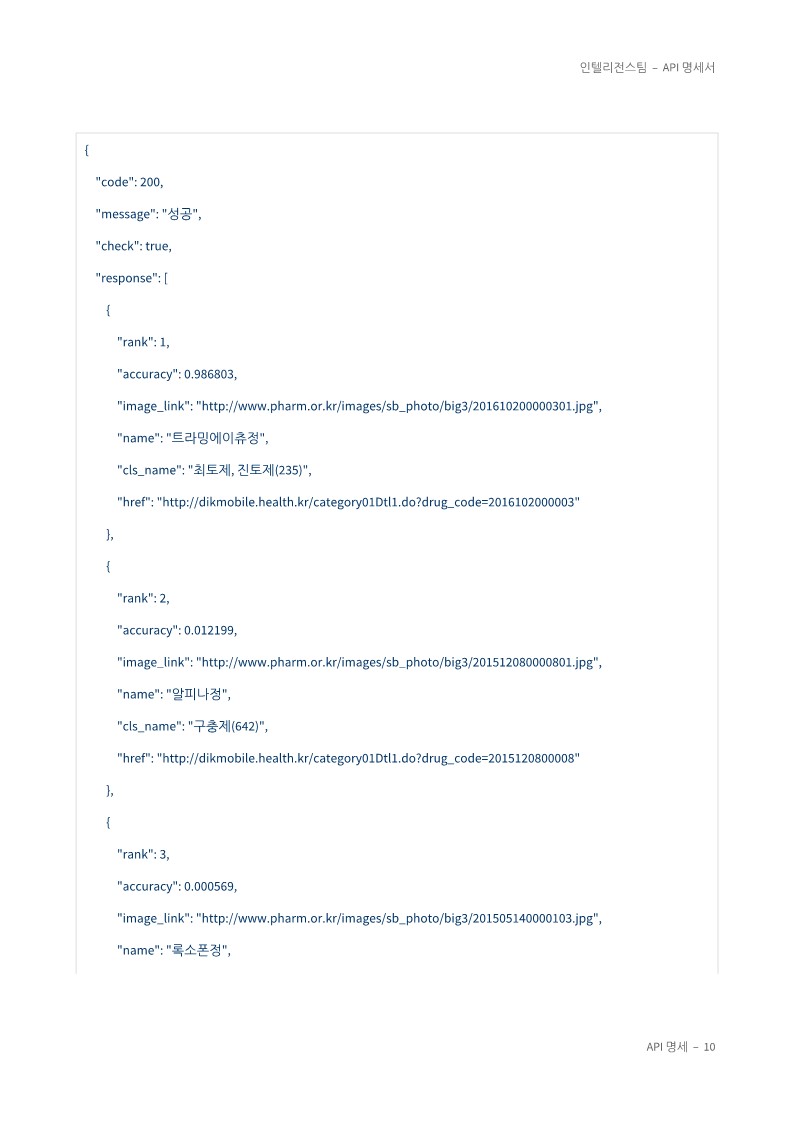 인텔리전스팀 – API 명세서
{
"code": 200,
"message": "성공",
"check": true,
"response": [
{
"rank": 1,
"accuracy": 0.986803,
"image_link": "http://www.pharm.or.kr/images/sb_photo/big3/201610200000301.jpg",
"name": "트라밍에이츄정",
"cls_name": "최토제, 진토제(235)",
"href": "http://dikmobile.health.kr/category01Dtl1.do?drug_code=2016102000003"
},
{
"rank": 2,
"accuracy": 0.012199,
"image_link": "http://www.pharm.or.kr/images/sb_photo/big3/201512080000801.jpg",
"name": "알피나정",
"cls_name": "구충제(642)",
"href": "http://dikmobile.health.kr/category01Dtl1.do?drug_code=2015120800008"
},
{
"rank": 3,
"accuracy": 0.000569,
"image_link": "http://www.pharm.or.kr/images/sb_photo/big3/201505140000103.jpg",
"name": "록소폰정",
API 명세 – 10